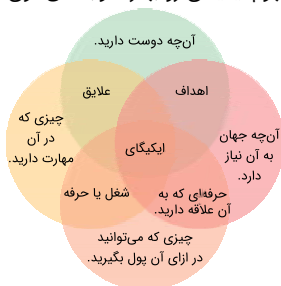 آن‌چه دوست دارید.
علایق
اهداف
چیزی که
در آن
مهارت دارید.
ایکیگای
آن‌چه جهان
به آن نیاز
دارد.
شغل یا حرفه
حرفه‌ای که به
آن علاقه دارید.
چیزی که می‌توانید
در ازای آن پول بگیرید.